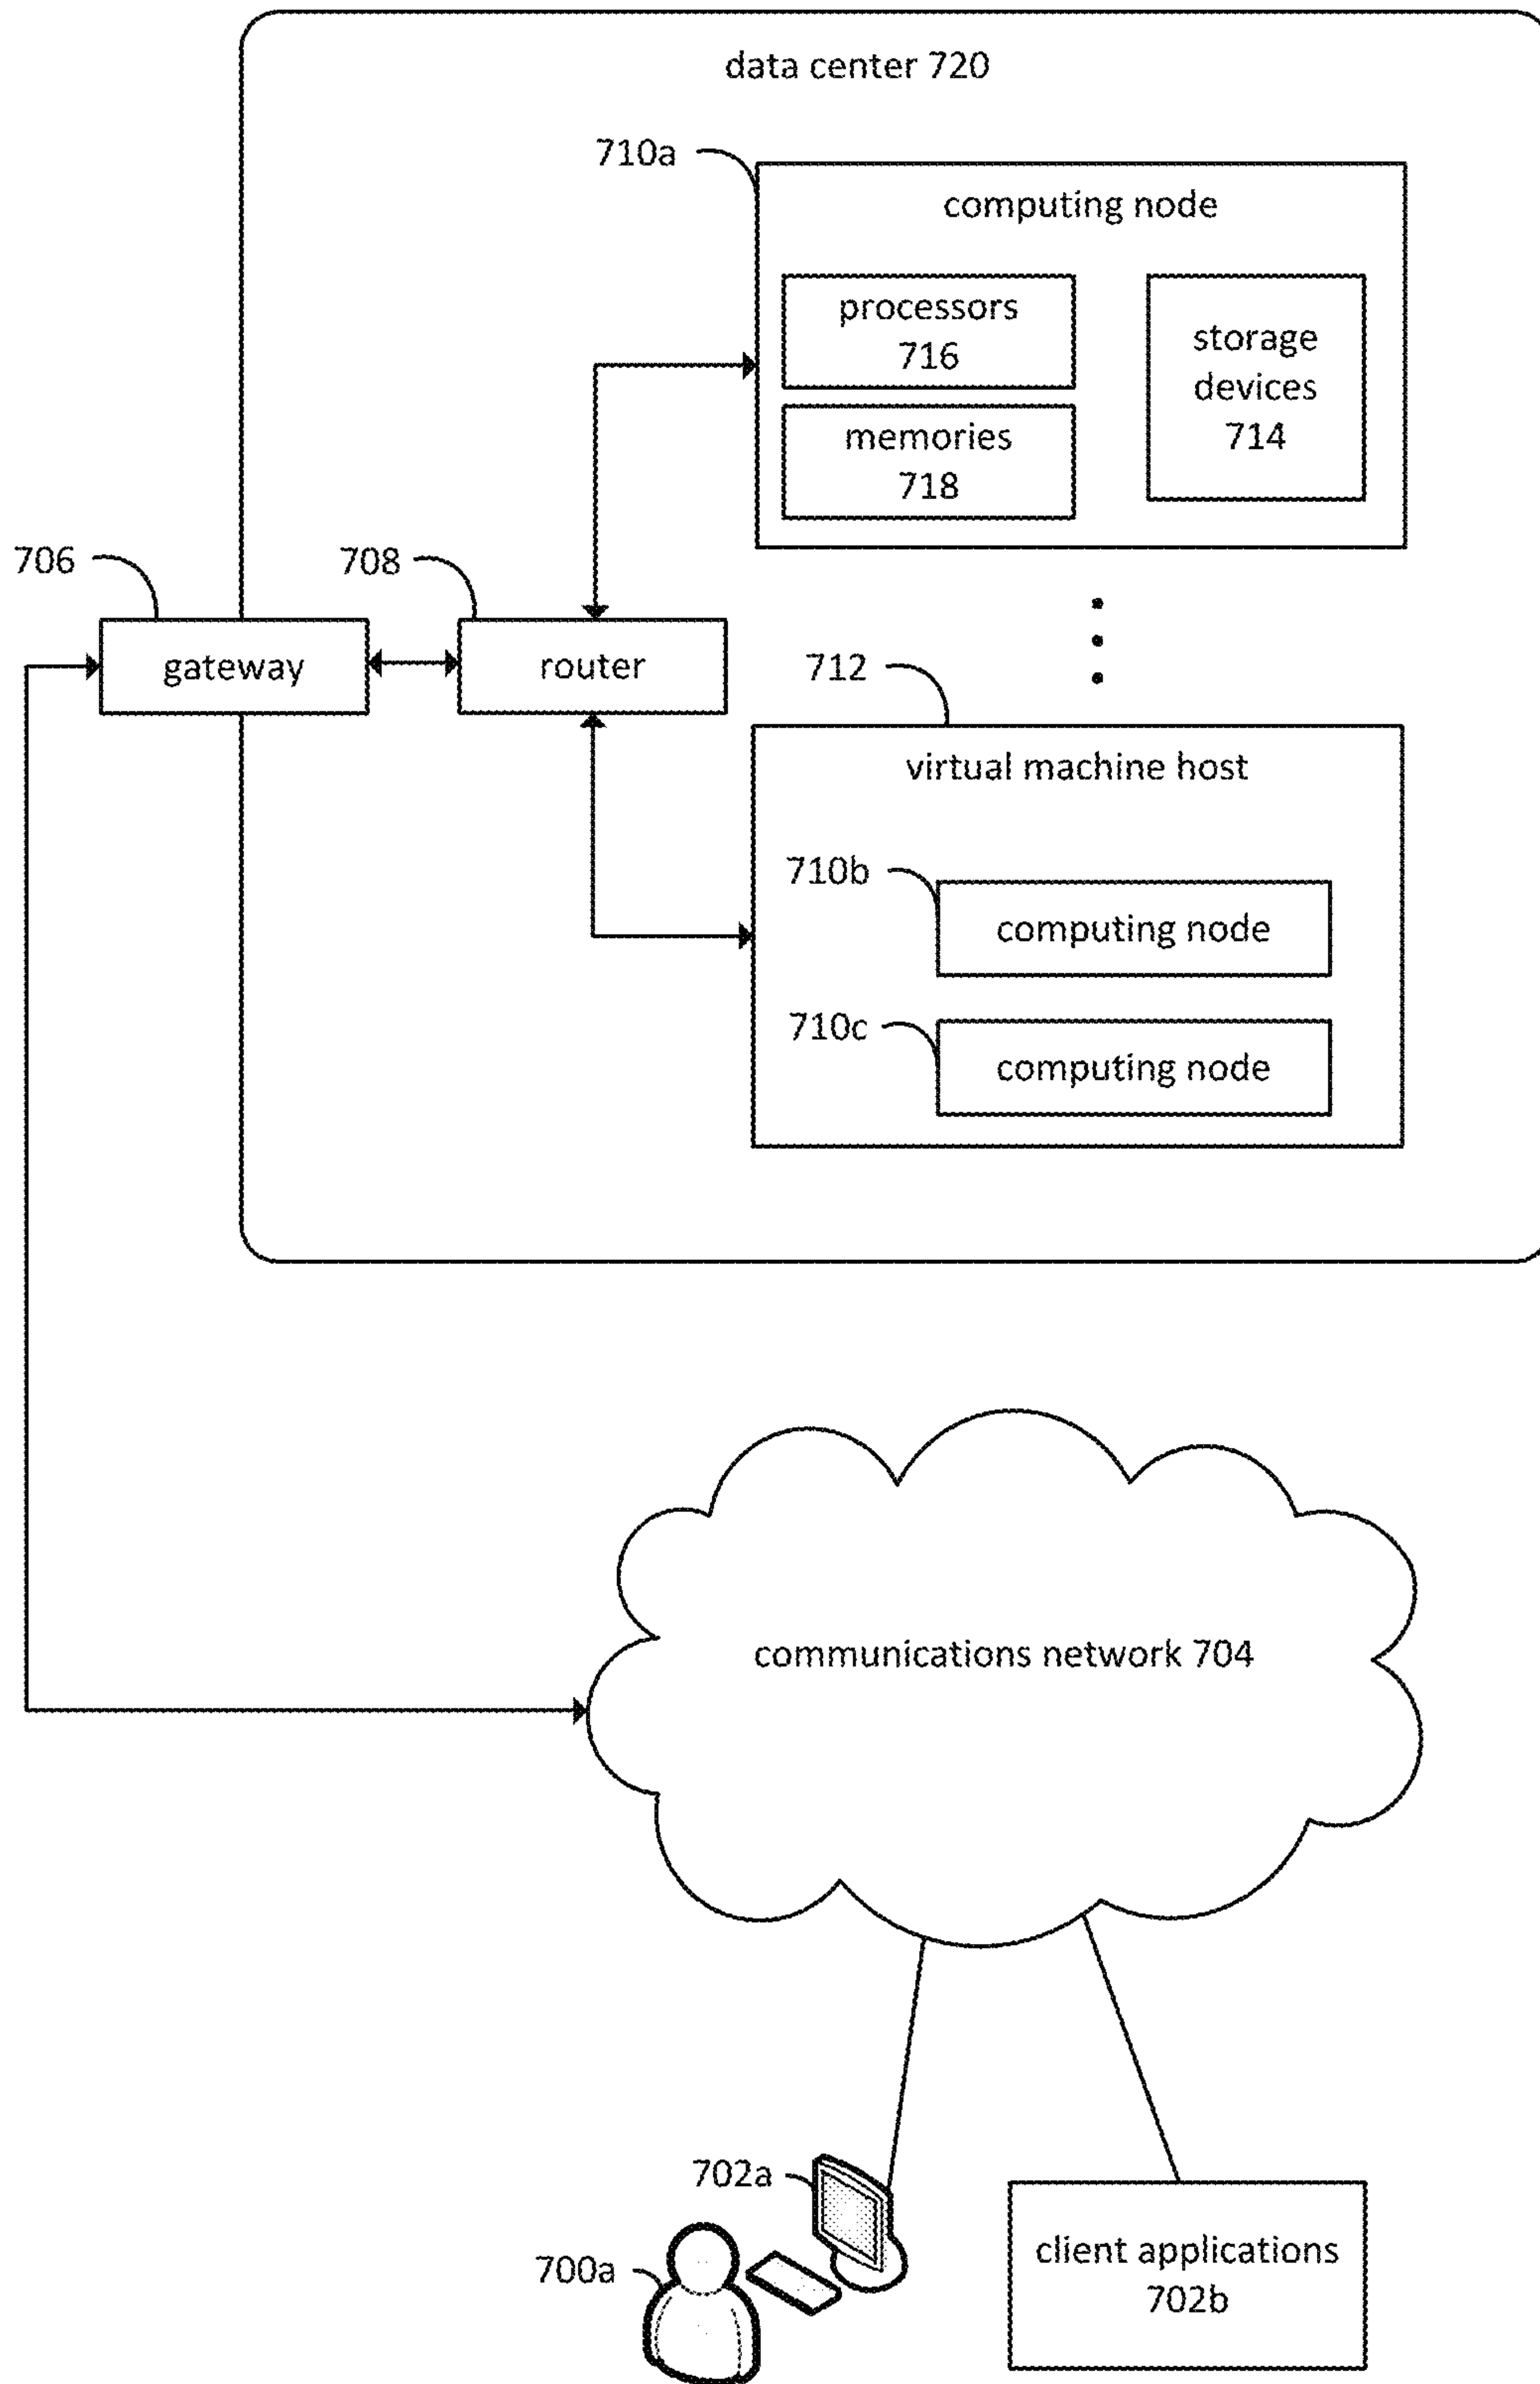 data center 720
710a
computing node
processors
716
storage
devices
714
memories
718
706
708
gateway
router
712
virtual machine host
710b
computing node
710c
computing node
communications network 704
702a
700a
client applications
702b